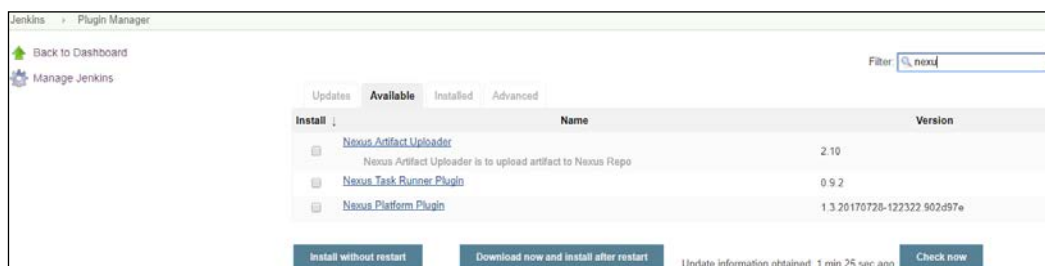 Jenkins › Plugin Manager
Back to Dashboard
Filter: nexu
Manage Jenkins
Updates Available Installed Advanced
Install ↓ Name Version
Nexus Artifact Uploader
Nexus Artifact Uploader is to upload artifact to Nexus Repo
2.10
Nexus Task Runner Plugin 0.9.2
Nexus Platform Plugin 1.3.20170728-122322.902d97e
Install without restart Download now and install after restart Update information obtained: 1 min 25 sec ago Check now